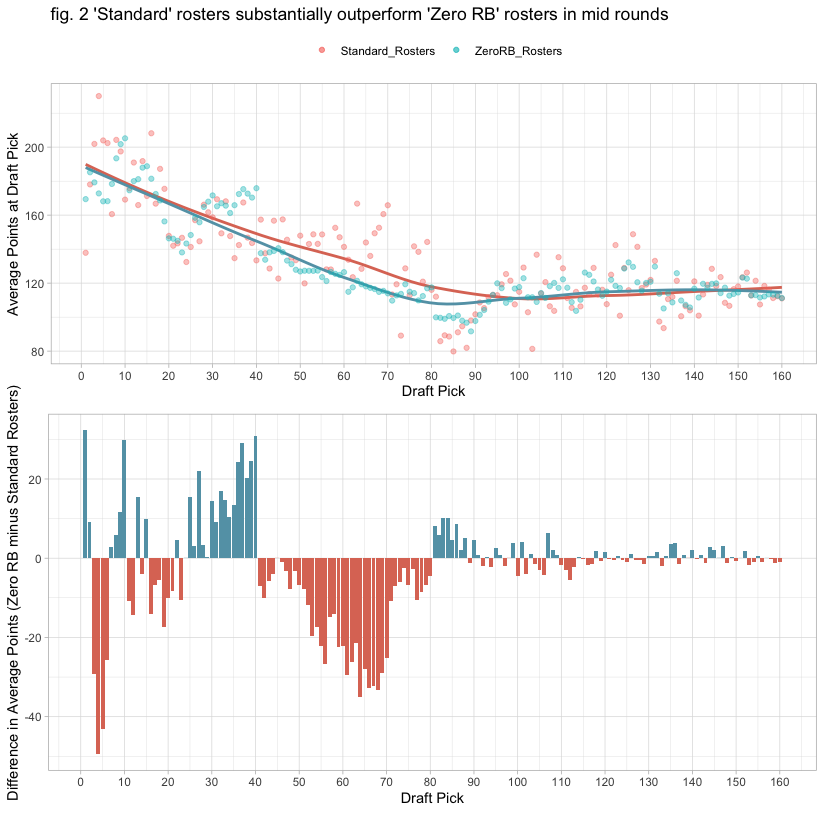 fig. 2 'Standard' rosters substantially outperform 'Zero RB' rosters in mid rounds
Standard_Rosters ZeroRB_Rosters
Average Points at Draft Pick
200
160
120
80
0 10 20 30 40 50 60 70 80 90 100 110 120 130 140 150 160
Draft Pick
Difference in Average Points (Zero RB minus Standard Rosters)
20
0
-20
-40
0 10 20 30 40 50 60 70 80 90 100 110 120 130 140 150 160
Draft Pick